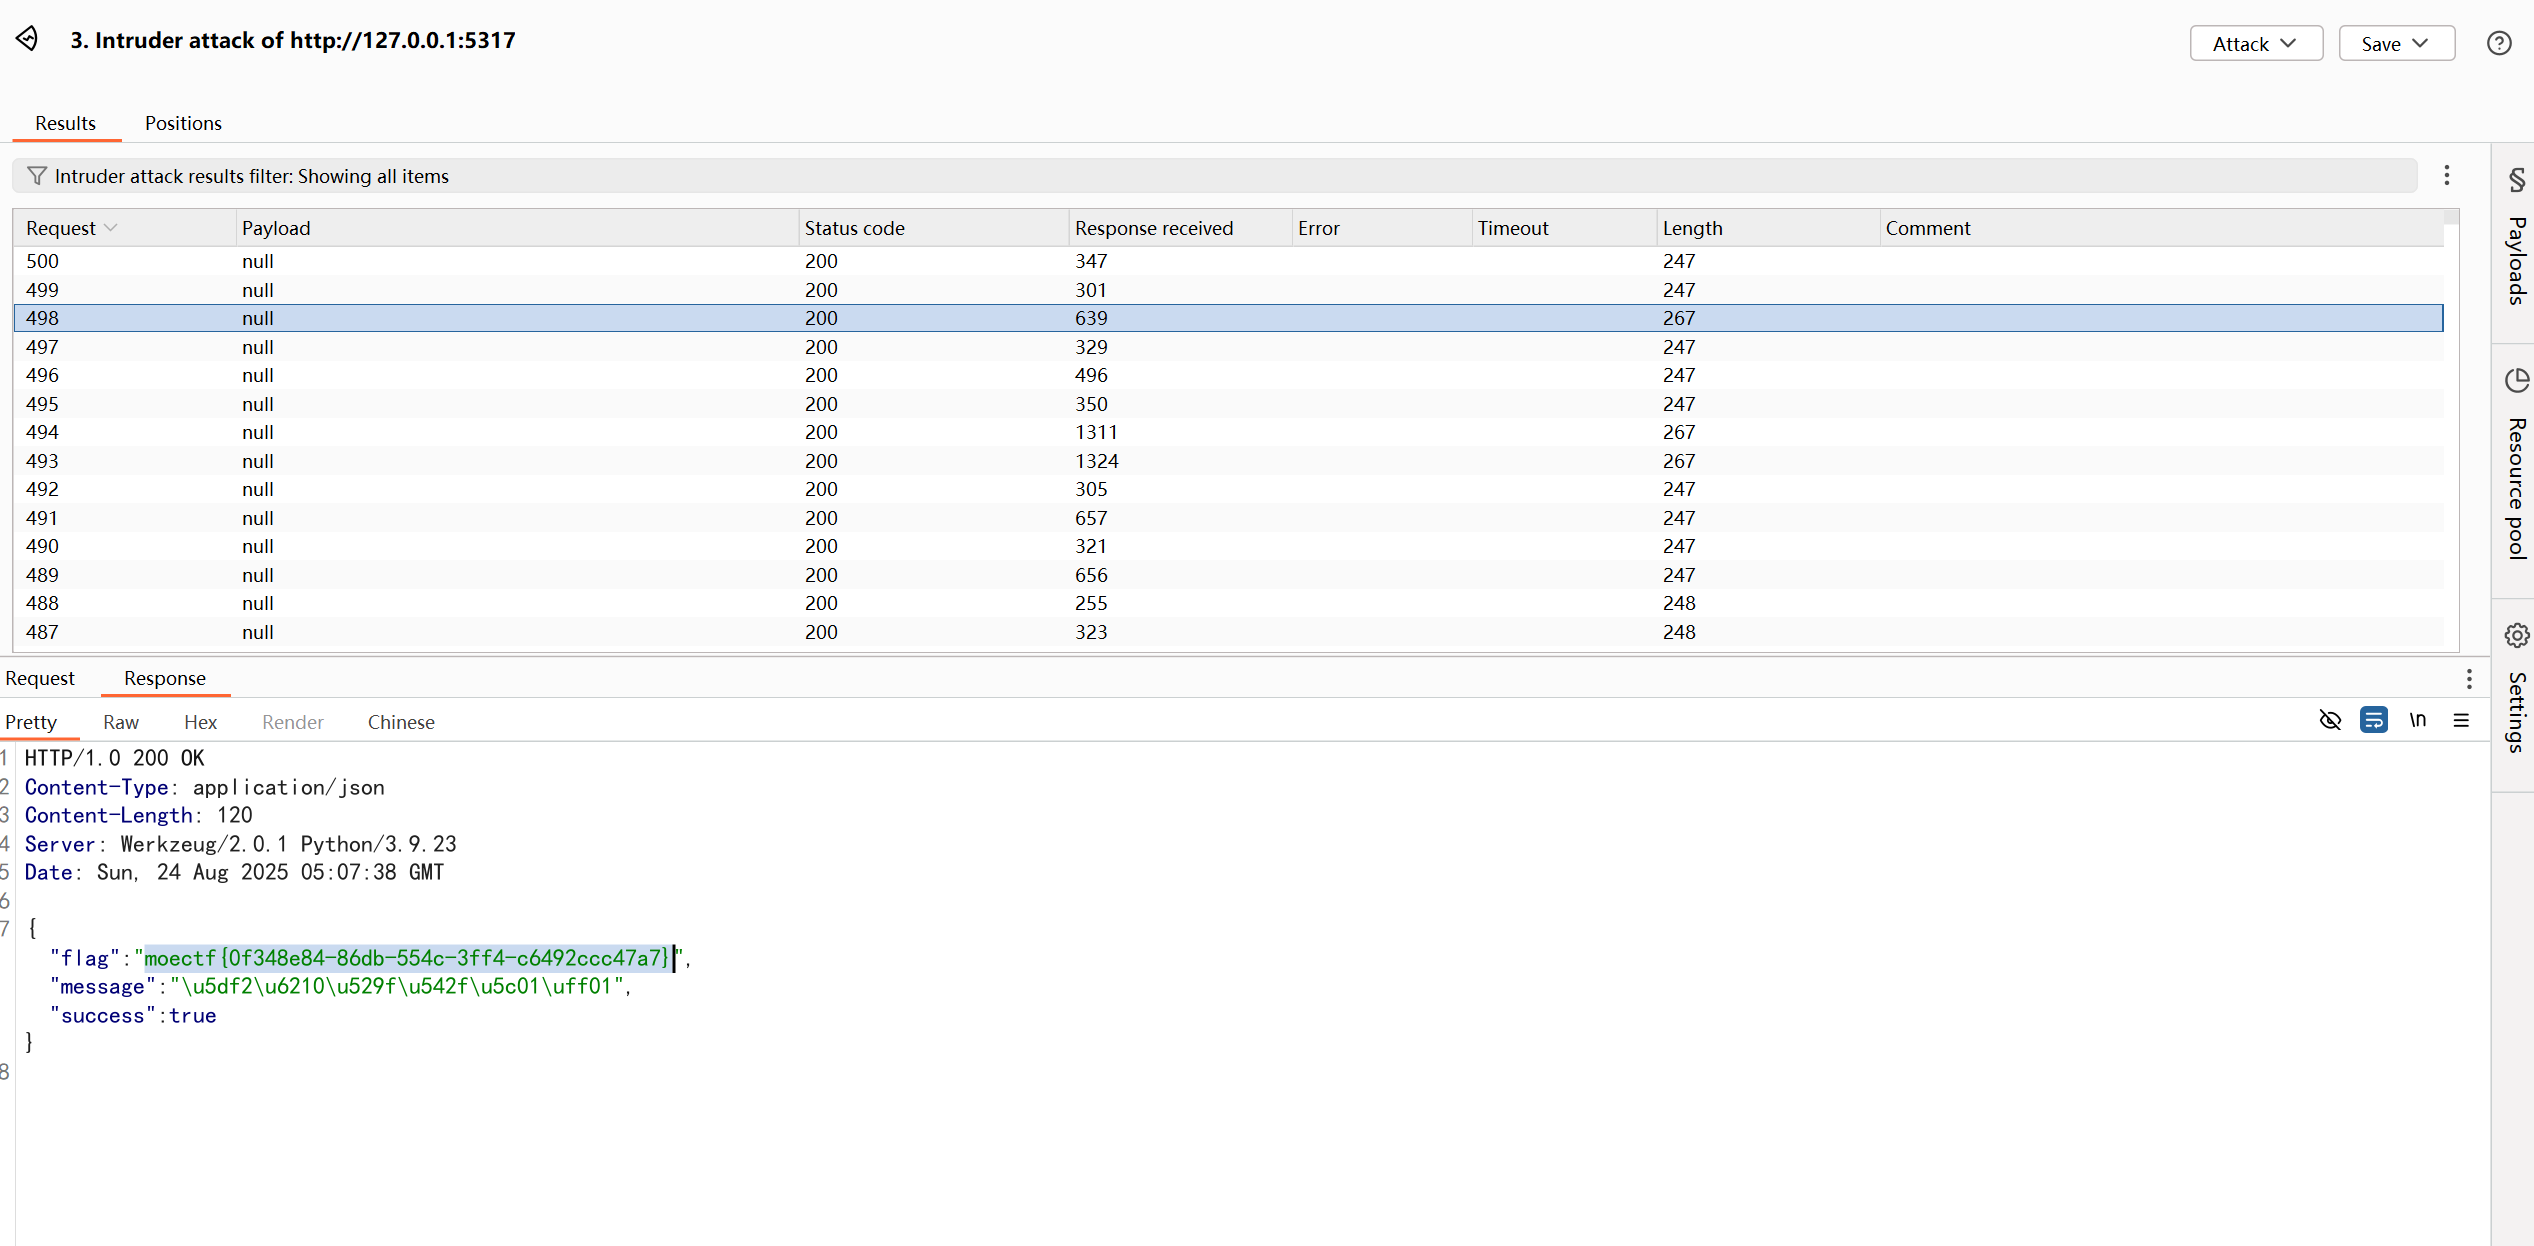 3. Intruder attack of http://127.0.0.1:5317
Attack
Save
Results Positions
Intruder attack results filter: Showing all items
Request Payload Status code Response received Error Timeout Length Comment
500 null 200 347 247
499 null 200 301 247
498 null 200 639 267
497 null 200 329 247
496 null 200 496 247
495 null 200 350 247
494 null 200 1311 267
493 null 200 1324 267
492 null 200 305 247
491 null 200 657 247
490 null 200 321 247
489 null 200 656 247
488 null 200 255 248
487 null 200 323 248
Request Response
Pretty Raw Hex Render Chinese
\n
1 HTTP/1.0 200 OK
2 Content-Type: application/json
3 Content-Length: 120
4 Server: Werkzeug/2.0.1 Python/3.9.23
5 Date: Sun, 24 Aug 2025 05:07:38 GMT
6
7 {
"flag":"moectf{0f348e84-86db-554c-3ff4-c6492ccc47a7}",
"message":"\u5df2\u6210\u529f\u542f\u5c01\uff01",
"success":true
}
8
Payloads
Resource pool
Settings